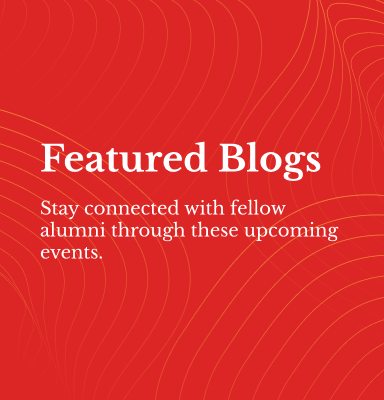 Featured Blogs
Stay connected with fellow
alumni through these upcoming
events.